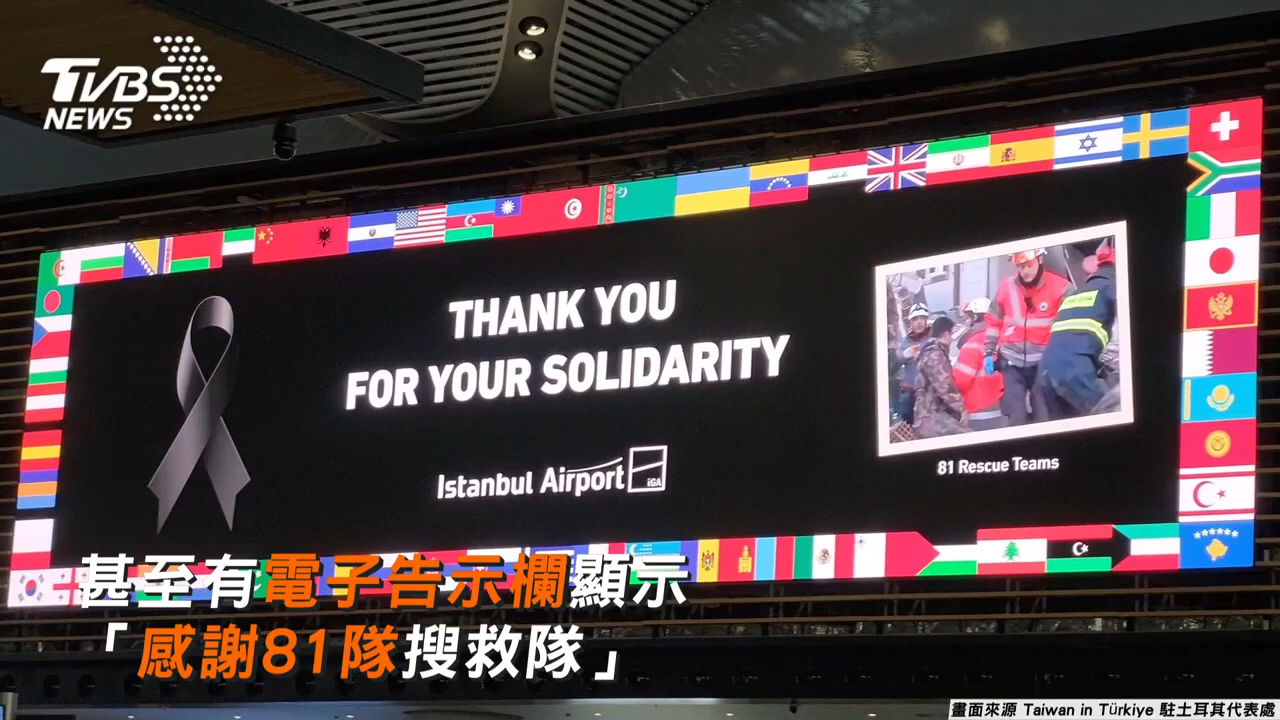 TVBS
NEWS
THANK YOU
FOR YOUR SOLIDARITY
Istanbul Airport
iGA
81 Rescue Teams
甚至有電子告示欄顯示
「感謝81隊搜救隊」
畫面來源 Taiwan in Türkiye 駐土耳其代表處